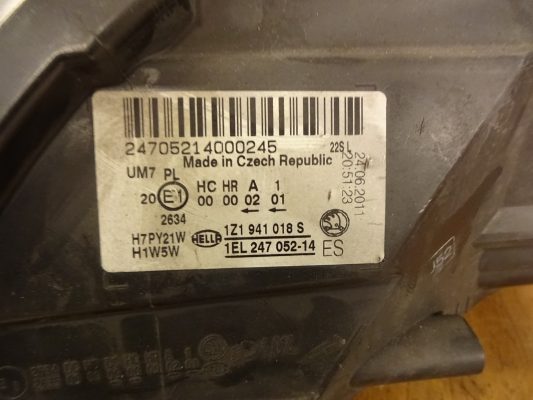 24705214000245 22S L
Made in Czech Republic
24.06.2011
20:51:23
UM7 PL
20 E1 HC HR A 1
00 00 02 01
2634
H7PY21W HELLA 1Z1 941 018 S
H1W5W 1EL 247 052-14 ES